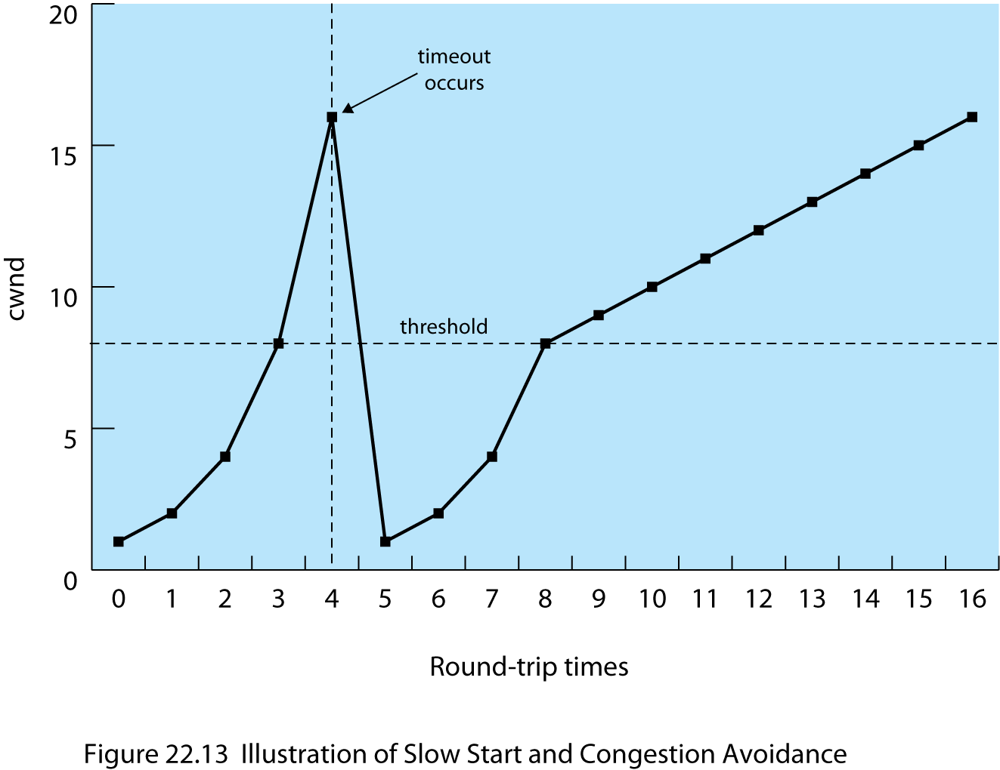 20
timeout
occurs
15
cwnd
10
threshold
5
0
0 1 2 3 4 5 6 7 8 9 10 11 12 13 14 15 16
Round-trip times
Figure 22.13 Illustration of Slow Start and Congestion Avoidance